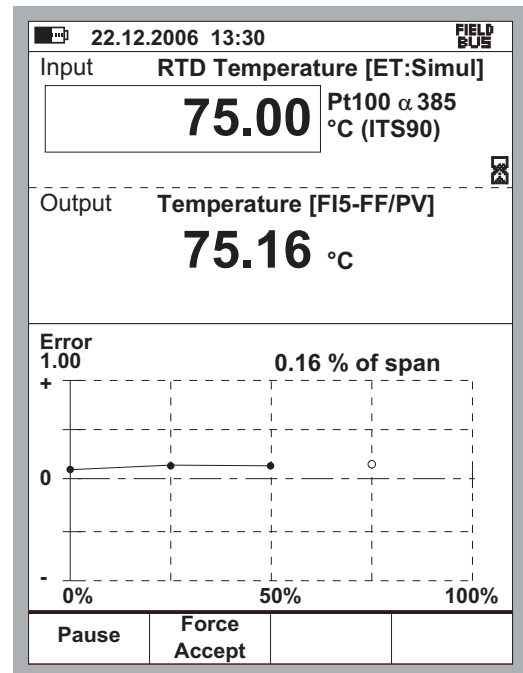 22.12.2006 13:30 FIELD BUS
Input RTD Temperature [ET:Simul]
75.00 Pt100 α 385
°C (ITS90)
Output Temperature [FI5-FF/PV]
75.16 °C
Error
1.00 0.16 % of span
+
0
-
0% 50% 100%
Pause Force Accept